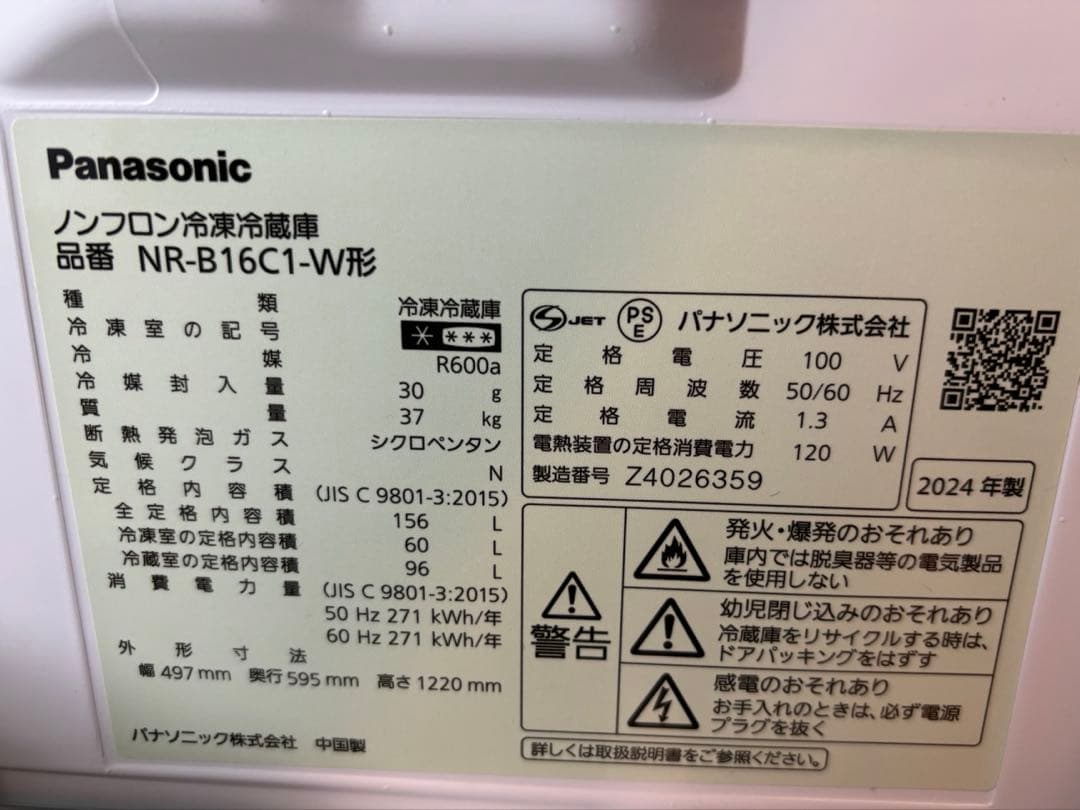 Panasonic
ノンフロン冷凍冷蔵庫
品番 NR-B16C1-W形
種類 冷凍冷蔵庫
冷凍室の記号 * ***
冷媒 R600a
冷媒封入量 30 g
質量 37 kg
断熱発泡ガス シクロペンタン
気候クラス N
定格内容積 (JIS C 9801-3:2015)
全定格内容積 156 L
冷凍室の定格内容積 60 L
冷蔵室の定格内容積 96 L
消費電力量 (JIS C 9801-3:2015)
50 Hz 271 kWh/年
60 Hz 271 kWh/年
外形寸法
幅 497 mm 奥行 595 mm 高さ 1220 mm
パナソニック株式会社 中国製
JET PSE パナソニック株式会社
定格電圧 100 V
定格周波数 50/60 Hz
定格電流 1.3 A
電熱装置の定格消費電力 120 W
製造番号 Z4026359
2024 年製
警告
発火・爆発のおそれあり
庫内では脱臭器等の電気製品
を使用しない
幼児閉じ込みのおそれあり
冷蔵庫をリサイクルする時は、
ドアパッキングをはずす
感電のおそれあり
お手入れのときは、必ず電源
プラグを抜く
詳しくは取扱説明書をご参照ください。